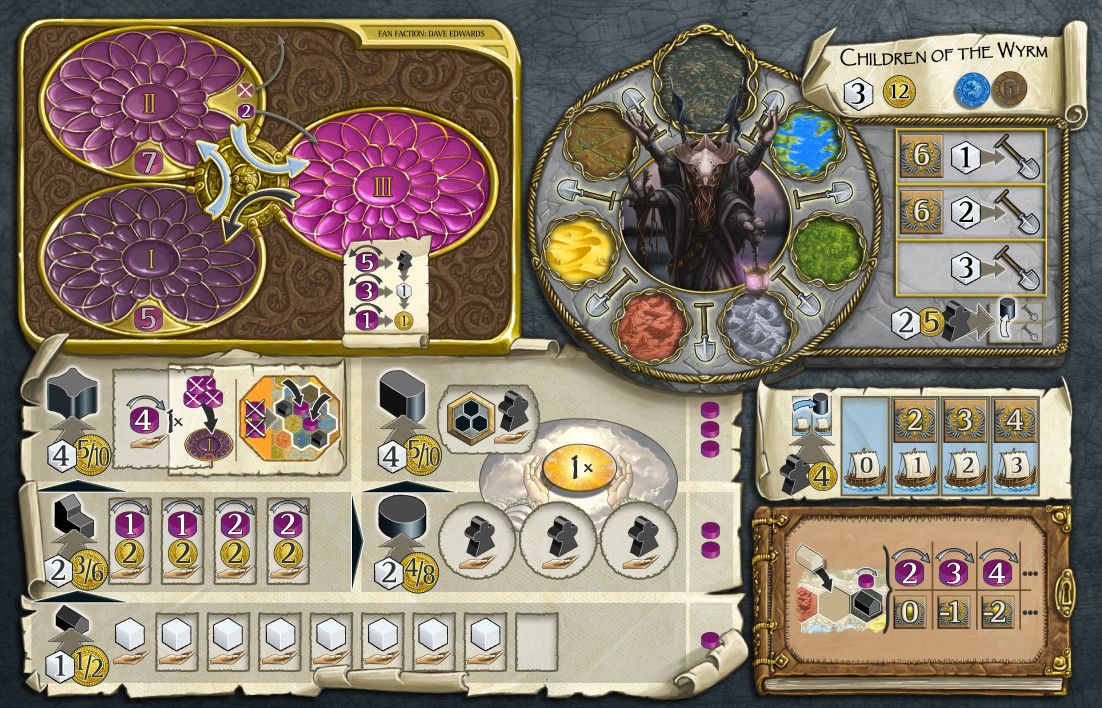 FAN FACTION: DAVE EDWARDS
CHILDREN OF THE WYRM
3 12
II
2
7
III
I
5
5
3 1
1 1
6 1
6 2
3
2 5
4 5/10
4 1x
I
4 5/10
1x
4
2 3 4
0 1 2 3
2 3/6
1 1 2 2
2 2 2 2
2 4/8
2 3 4 ...
0 -1 -2 ...
1 1/2